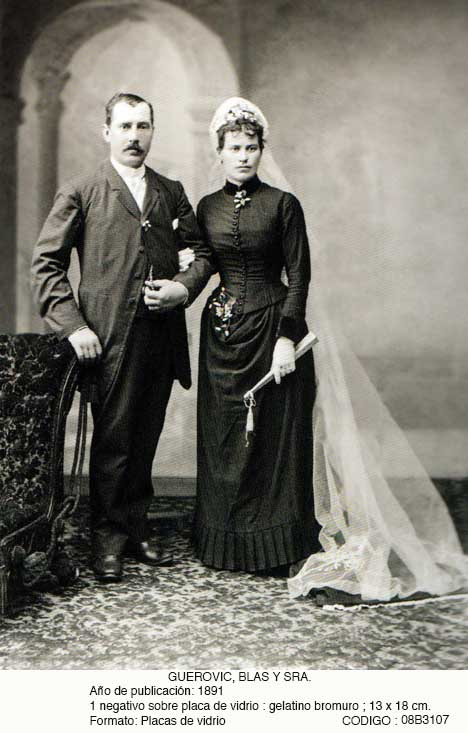 GUEROVIC, BLAS Y SRA.
Año de publicación: 1891
1 negativo sobre placa de vidrio : gelatino bromuro ; 13 x 18 cm.
Formato: Placas de vidrio CODIGO : 08B3107